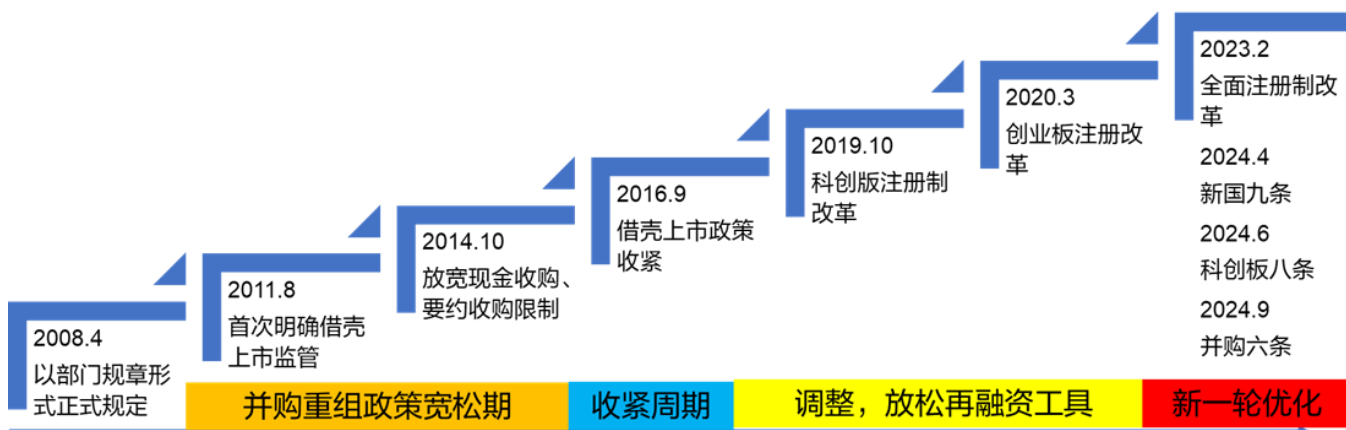 2008.4
以部门规章形
式正式规定
2011.8
首次明确借壳
上市监管
2014.10
放宽现金收购、
要约收购限制
2016.9
借壳上市政策
收紧
2019.10
科创版注册制
改革
2020.3
创业板注册改
革
2023.2
全面注册制改
革
2024.4
新国九条
2024.6
科创板八条
2024.9
并购六条
并购重组政策宽松期
收紧周期
调整，放松再融资工具
新一轮优化